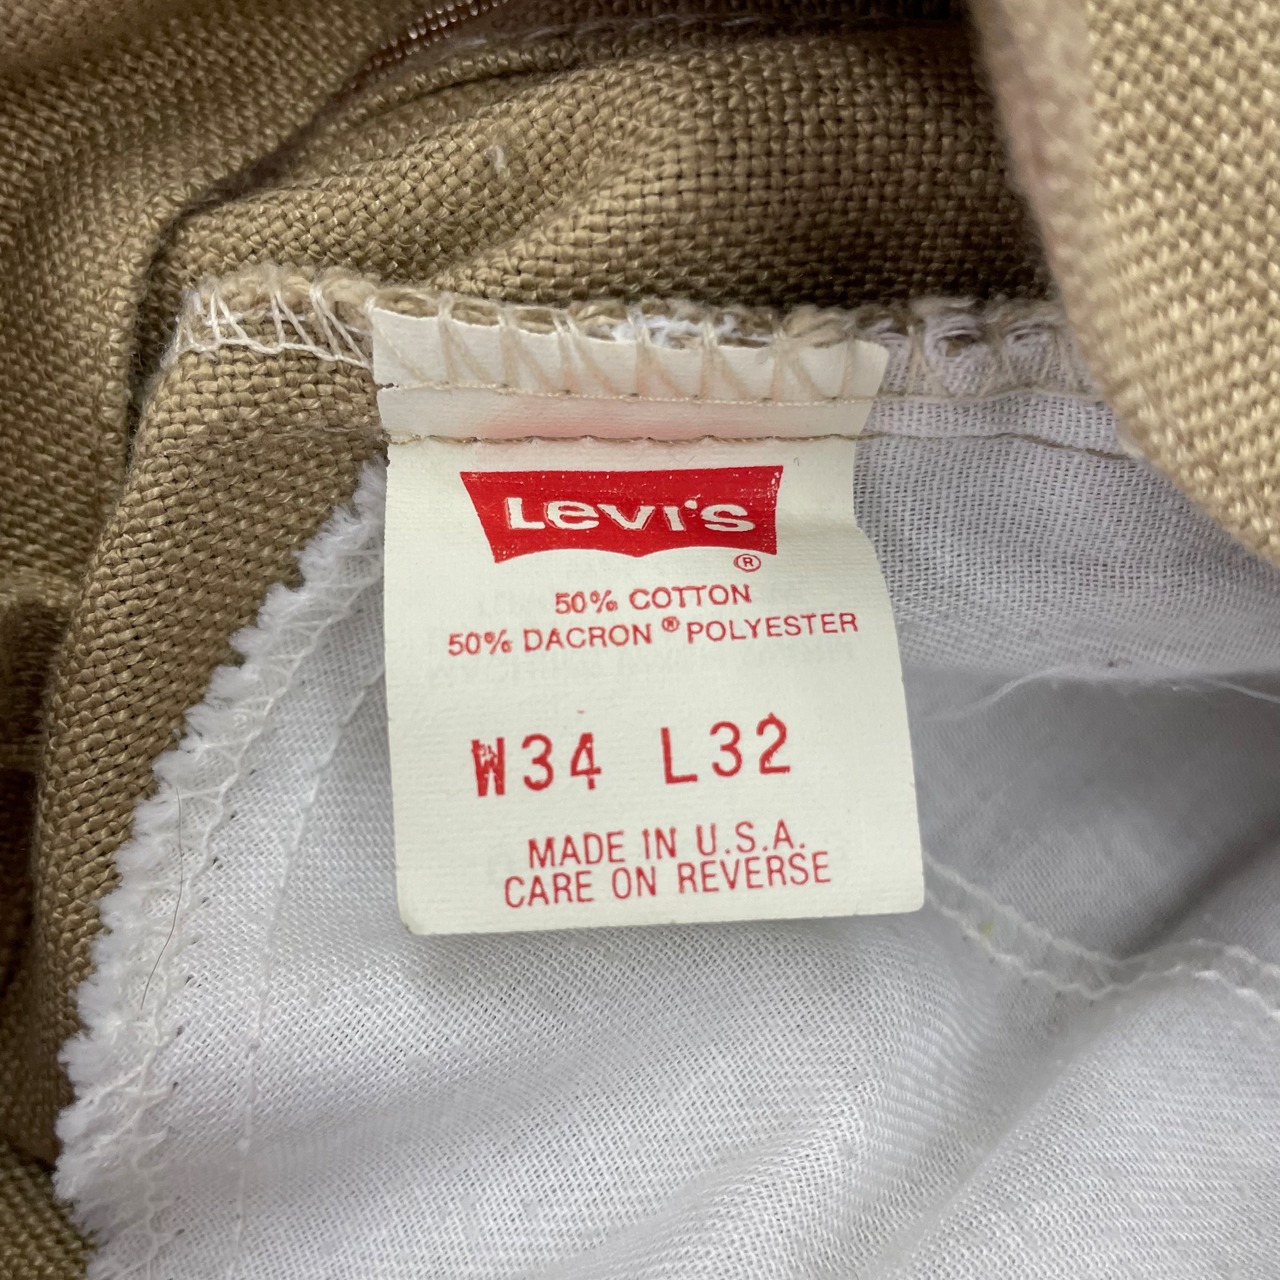 Levi's
®
50% COTTON
50% DACRON ® POLYESTER
W34 L32
MADE IN U.S.A.
CARE ON REVERSE